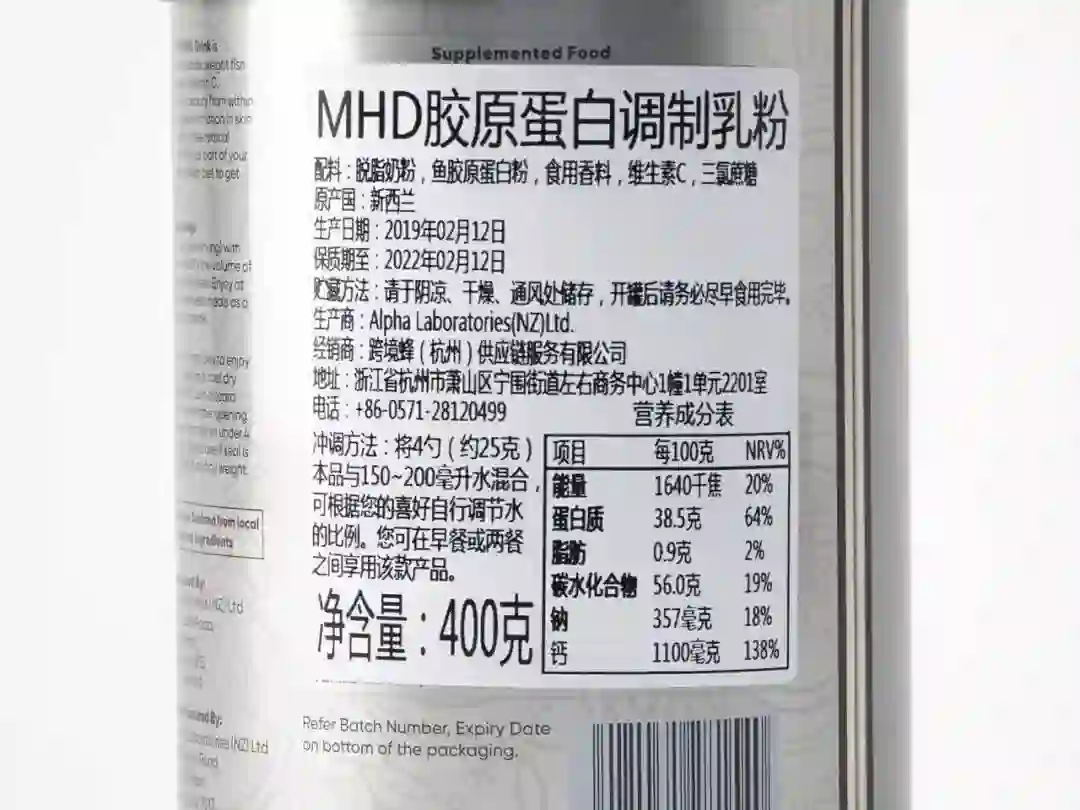 Supplemented Food
MHD胶原蛋白调制乳粉
配料：脱脂奶粉，鱼胶原蛋白粉，食用香料，维生素C，三氯蔗糖
原产国：新西兰
生产日期：2019年02月12日
保质期至：2022年02月12日
贮藏方法：请于阴凉、干燥、通风处储存，开罐后请务必尽早食用完毕。
生产商：Alpha Laboratories(NZ)Ltd.
经销商：跨境蜂（杭州）供应链服务有限公司
地址：浙江省杭州市萧山区宁围街道左右商务中心1幢1单元2201室
电话：+86-0571-28120499
冲调方法：将4勺（约25克）
本品与150~200毫升水混合，
可根据您的喜好自行调节水
的比例。您可在早餐或两餐
之间享用该款产品。
净含量：400克
营养成分表
项目 每100克 NRV%
能量 1640千焦 20%
蛋白质 38.5克 64%
脂肪 0.9克 2%
碳水化合物 56.0克 19%
钠 357毫克 18%
钙 1100毫克 138%
Refer Batch Number, Expiry Date
on bottom of the packaging.